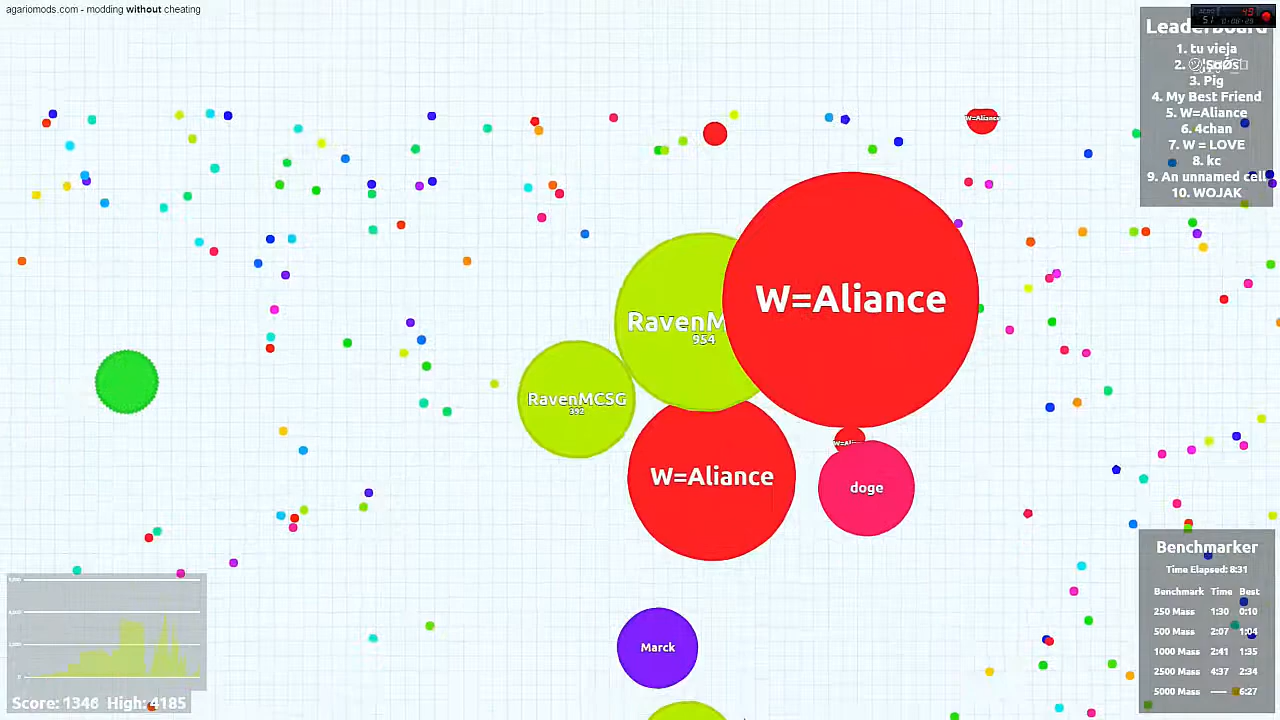 agariomods.com - modding without cheating
Leaderboard
1. tu vieja
2.
3. Pig
4. My Best Friend
5. W=Aliance
6. 4chan
7. W = LOVE
8. kc
9. An unnamed cell
10. WOJAK
W=Aliance
W=Aliance
RavenM
954
RavenMCSG
392
W=Aliance
doge
Marck
Score: 1346 High: 4185
Benchmarker
Time Elapsed: 8:31
Benchmark Time Best
250 Mass 1:30 0:10
500 Mass 2:07 1:04
1000 Mass 2:41 1:35
2500 Mass 4:37 2:34
5000 Mass — 6:27